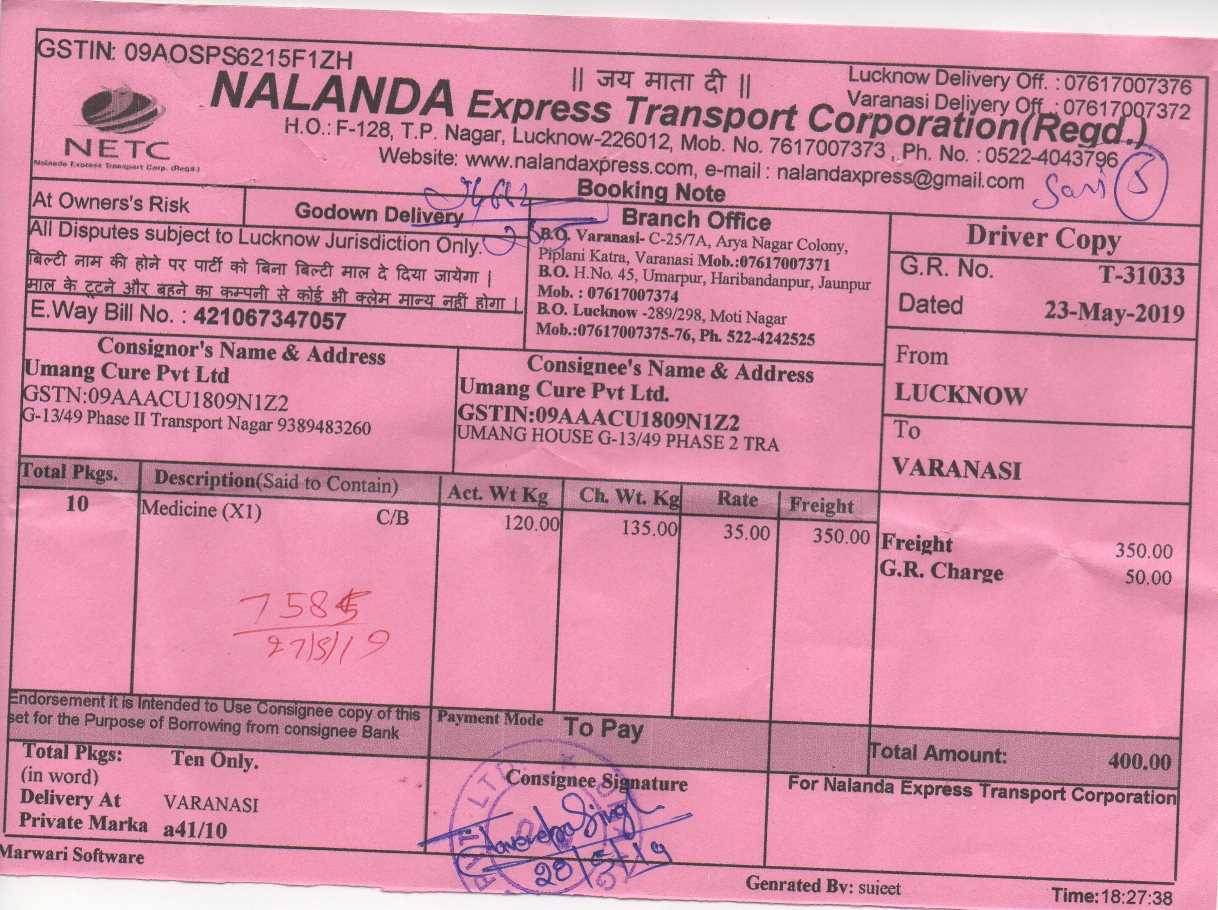 GSTIN: 09AOSPS6215F1ZH
|| जय माता दी ||
Lucknow Delivery Off. : 07617007376
Varanasi Delivery Off. : 07617007372
NETC
Nalanda Express Transport Corp. (Regd.)
NALANDA Express Transport Corporation(Regd.)
H.O.: F-128, T.P. Nagar, Lucknow-226012, Mob. No. 7617007373 , Ph. No. : 0522-4043796
Website: www.nalandaxpress.com, e-mail : nalandaxpress@gmail.com
Booking Note
At Owners's Risk
Godown Delivery
All Disputes subject to Lucknow Jurisdiction Only.
बिल्टी नाम की होने पर पार्टी को बिना बिल्टी माल दे दिया जायेगा |
माल के टूटने और बहने का कम्पनी से कोई भी क्लेम मान्य नहीं होगा |
E.Way Bill No. : 421067347057
Branch Office
B.O. Varanasi- C-25/7A, Arya Nagar Colony,
Piplani Katra, Varanasi Mob.:07617007371
B.O. H.No. 45, Umarpur, Haribandanpur, Jaunpur
Mob. : 07617007374
B.O. Lucknow -289/298, Moti Nagar
Mob.:07617007375-76, Ph. 522-4242525
Driver Copy
G.R. No. T-31033
Dated 23-May-2019
From
LUCKNOW
To
VARANASI
Consignor's Name & Address
Umang Cure Pvt Ltd
GSTN:09AAACU1809N1Z2
G-13/49 Phase II Transport Nagar 9389483260
Consignee's Name & Address
Umang Cure Pvt Ltd.
GSTIN:09AAACU1809N1Z2
UMANG HOUSE G-13/49 PHASE 2 TRA
Total Pkgs. Description(Said to Contain) Act. Wt Kg Ch. Wt. Kg Rate Freight
10 Medicine (X1) C/B 120.00 135.00 35.00 350.00
Freight 350.00
G.R. Charge 50.00
27/5/19
Endorsement it is Intended to Use Consignee copy of this
set for the Purpose of Borrowing from consignee Bank
Payment Mode To Pay
Total Amount: 400.00
Total Pkgs: Ten Only.
(in word)
Delivery At VARANASI
Private Marka a41/10
Consignee Signature
28/5/19
For Nalanda Express Transport Corporation
Marwari Software
Genrated By: sujeet
Time:18:27:38